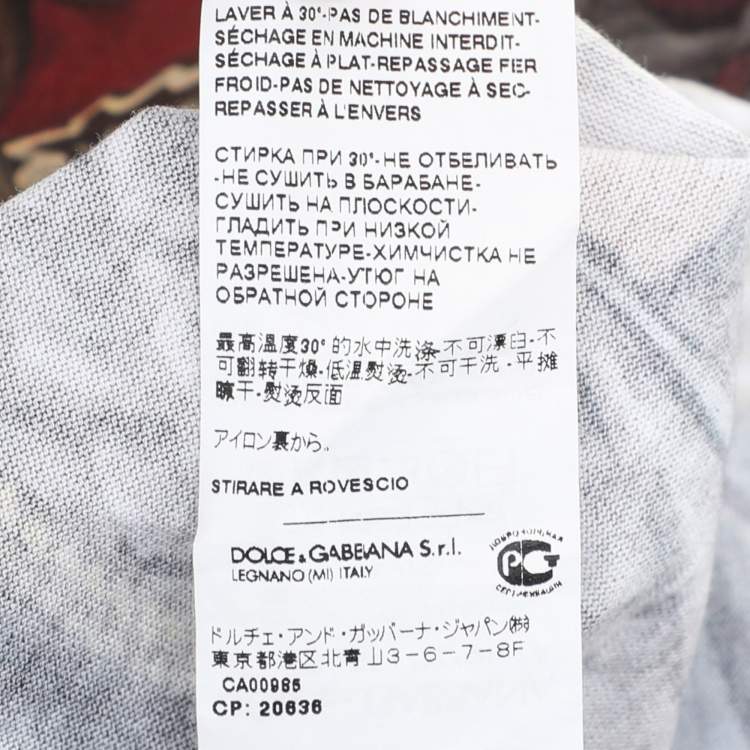 LAVER À 30°-PAS DE BLANCHIMENT-
SÉCHAGE EN MACHINE INTERDIT-
SÉCHAGE À PLAT-REPASSAGE FER
FROID-PAS DE NETTOYAGE À SEC-
REPASSER À L'ENVERS
СТИРКА ПРИ 30°-НЕ ОТБЕЛИВАТЬ
-НЕ СУШИТЬ В БАРАБАНЕ-
СУШИТЬ НА ПЛОСКОСТИ-
ГЛАДИТЬ ПРИ НИЗКОЙ
ТЕМПЕРАТУРЕ-ХИМЧИСТКА НЕ
РАЗРЕШЕНА-УТЮГ НА
ОБРАТНОЙ СТОРОНЕ
最高溫度30°的水中洗涤-不可漂白-不
可翻转干燥-低温熨烫-不可干洗-平摊
晾干-熨烫反面
アイロン裏から。
STIRARE A ROVESCIO
DOLCE & GABBANA S.r.l.
LEGNANO (MI) ITALY
ДОБРОВОЛЬНАЯ
РСТ
СЕРТИФИКАЦИЯ
ドルチェ・アンド・ガッバーナ・ジャパン㈱
東京都港区北青山3-6-7-8F
CA00985
CP: 20636